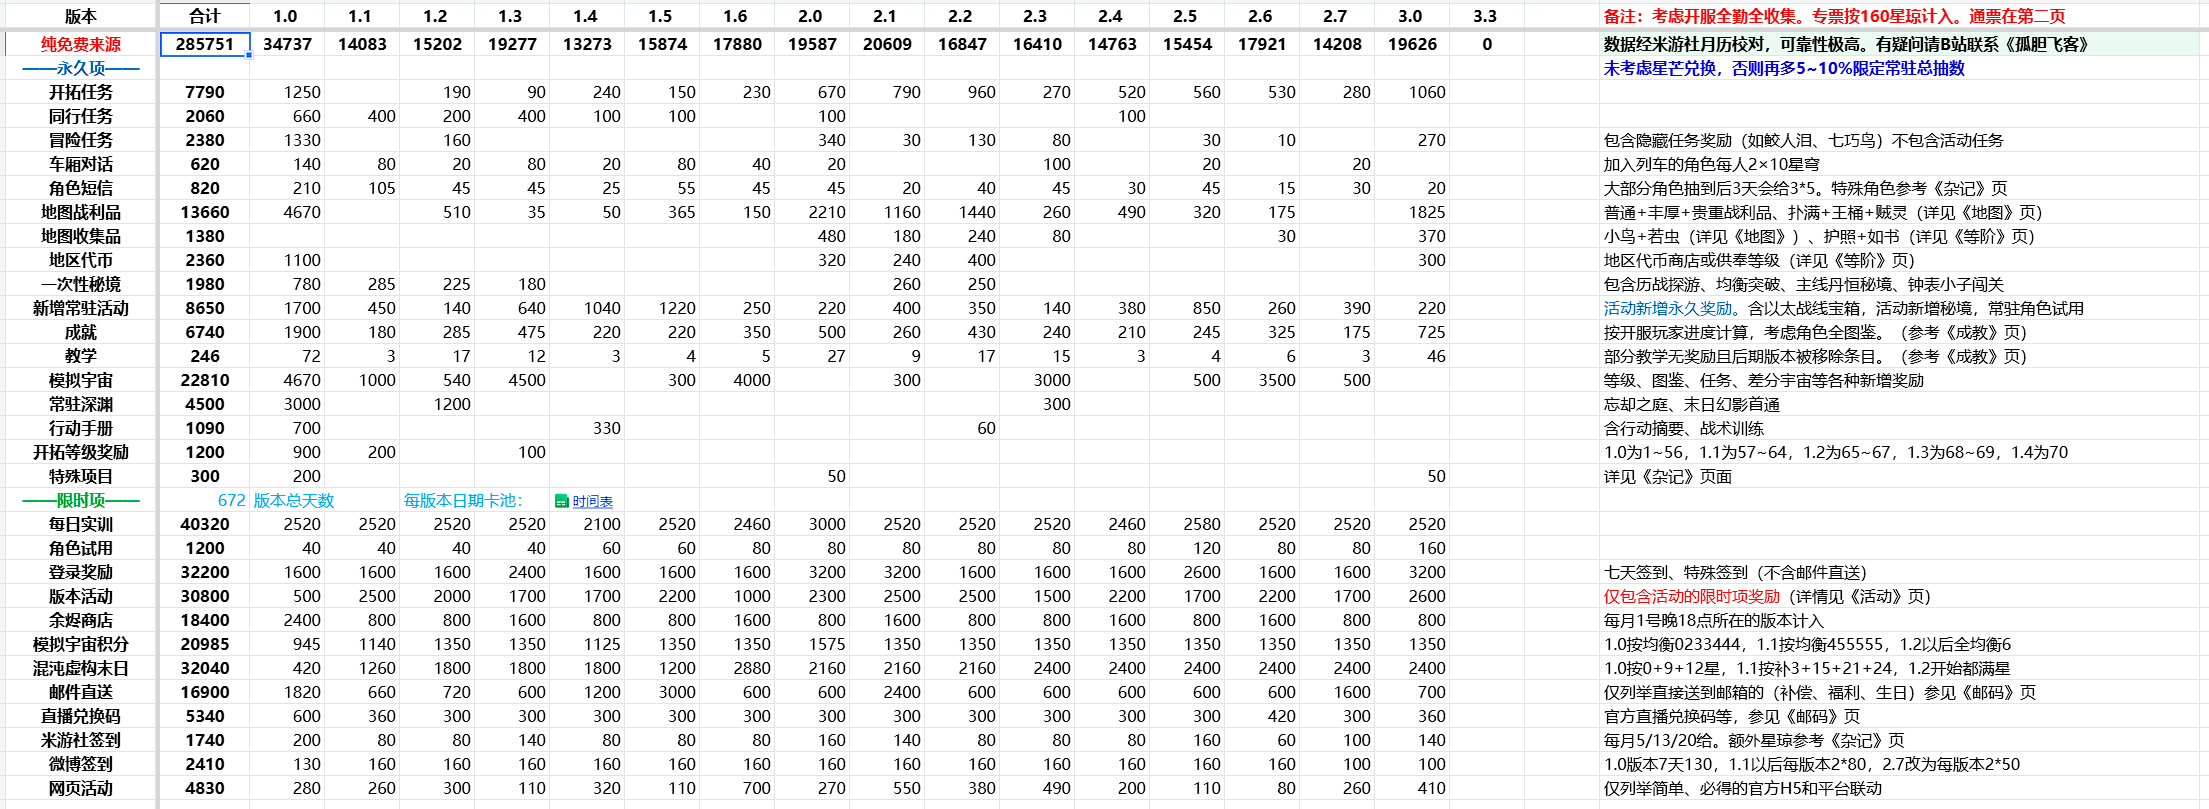 版本 合计 1.0 1.1 1.2 1.3 1.4 1.5 1.6 2.0 2.1 2.2 2.3 2.4 2.5 2.6 2.7 3.0 3.3 备注：考虑开服全勤全收集。专票按160星琼计入。通票在第二页
纯免费来源 285751 34737 14083 15202 19277 13273 15874 17880 19587 20609 16847 16410 14763 15454 17921 14208 19626 0 数据经米游社月历校对，可靠性极高。有疑问请B站联系《孤胆飞客》
——永久项—— 未考虑星芒兑换，否则再多5~10%限定常驻总抽数
开拓任务 7790 1250 190 90 240 150 230 670 790 960 270 520 560 530 280 1060
同行任务 2060 660 400 200 400 100 100 100 100
冒险任务 2380 1330 160 340 30 130 80 30 10 270 包含隐藏任务奖励（如鲛人泪、七巧鸟）不包含活动任务
车厢对话 620 140 80 20 80 20 80 40 20 100 20 20 加入列车的角色每人2×10星穹
角色短信 820 210 105 45 45 25 55 45 45 20 40 45 30 45 15 30 20 大部分角色抽到后3天会给3*5。特殊角色参考《杂记》页
地图战利品 13660 4670 510 35 50 365 150 2210 1160 1440 260 490 320 175 1825 普通+丰厚+贵重战利品、扑满+王桶+贼灵（详见《地图》页）
地图收集品 1380 480 180 240 80 30 370 小鸟+若虫（详见《地图》）、护照+如书（详见《等阶》页）
地区代币 2360 1100 320 240 400 300 地区代币商店或供奉等级（详见《等阶》页）
一次性秘境 1980 780 285 225 180 260 250 包含历战探游、均衡突破、主线丹恒秘境、钟表小子闯关
新增常驻活动 8650 1700 450 140 640 1040 1220 250 220 400 350 140 380 850 260 390 220 活动新增永久奖励。含以太战线宝箱，活动新增秘境，常驻角色试用
成就 6740 1900 180 285 475 220 220 350 500 260 430 240 210 245 325 175 725 按开服玩家进度计算，考虑角色全图鉴。（参考《成教》页）
教学 246 72 3 17 12 3 4 5 27 9 17 15 3 4 6 3 46 部分教学无奖励且后期版本被移除条目。（参考《成教》页）
模拟宇宙 22810 4670 1000 540 4500 300 4000 300 3000 500 3500 500 等级、图鉴、任务、差分宇宙等各种新增奖励
常驻深渊 4500 3000 1200 300 忘却之庭、末日幻影首通
行动手册 1090 700 330 60 含行动摘要、战术训练
开拓等级奖励 1200 900 200 100 1.0为1~56，1.1为57~64，1.2为65~67，1.3为68~69，1.4为70
特殊项目 300 200 50 50 详见《杂记》页面
——限时项—— 672 版本总天数 每版本日期卡池： 时间表
每日实训 40320 2520 2520 2520 2520 2100 2520 2460 3000 2520 2520 2520 2460 2580 2520 2520 2520
角色试用 1200 40 40 40 40 60 60 80 80 80 80 80 80 120 80 80 160
登录奖励 32200 1600 1600 1600 2400 1600 1600 1600 3200 3200 1600 1600 1600 2600 1600 1600 3200 七天签到、特殊签到（不含邮件直送）
版本活动 30800 500 2500 2000 1700 1700 2200 1000 2300 2500 2500 1500 2200 1700 2200 1700 2600 仅包含活动的限时项奖励（详情见《活动》页）
余烬商店 18400 2400 800 800 1600 800 800 1600 800 1600 800 800 800 800 1600 800 800 每月1号晚18点所在的版本计入
模拟宇宙积分 20985 945 1140 1350 1350 1125 1350 1350 1575 1350 1350 1350 1350 1350 1350 1350 1350 1.0按均衡0233444，1.1按均衡455555，1.2以后全均衡6
混沌虚构末日 32040 420 1260 1800 1800 1800 1200 2880 2160 2160 2160 2400 2400 2400 2400 2400 2400 1.0按0+9+12星，1.1按补3+15+21+24，1.2开始都满星
邮件直送 16900 1820 660 720 600 1200 3000 600 600 2400 600 600 600 600 600 1600 700 仅列举直接送到邮箱的（补偿、福利、生日）参见《邮码》页
直播兑换码 5340 600 360 300 300 300 300 300 300 300 300 300 300 300 420 300 360 官方直播兑换码等，参见《邮码》页
米游社签到 1740 200 80 80 140 80 80 80 160 140 80 80 80 160 60 100 140 每月5/13/20给。额外星琼参考《杂记》页
微博签到 2410 130 160 160 160 160 160 160 160 160 160 160 160 160 160 100 100 1.0版本7天130，1.1以后每版本2*80，2.7改为每版本2*50
网页活动 4830 280 260 300 110 320 110 700 270 550 380 490 200 110 80 260 410 仅列举简单、必得的官方H5和平台联动